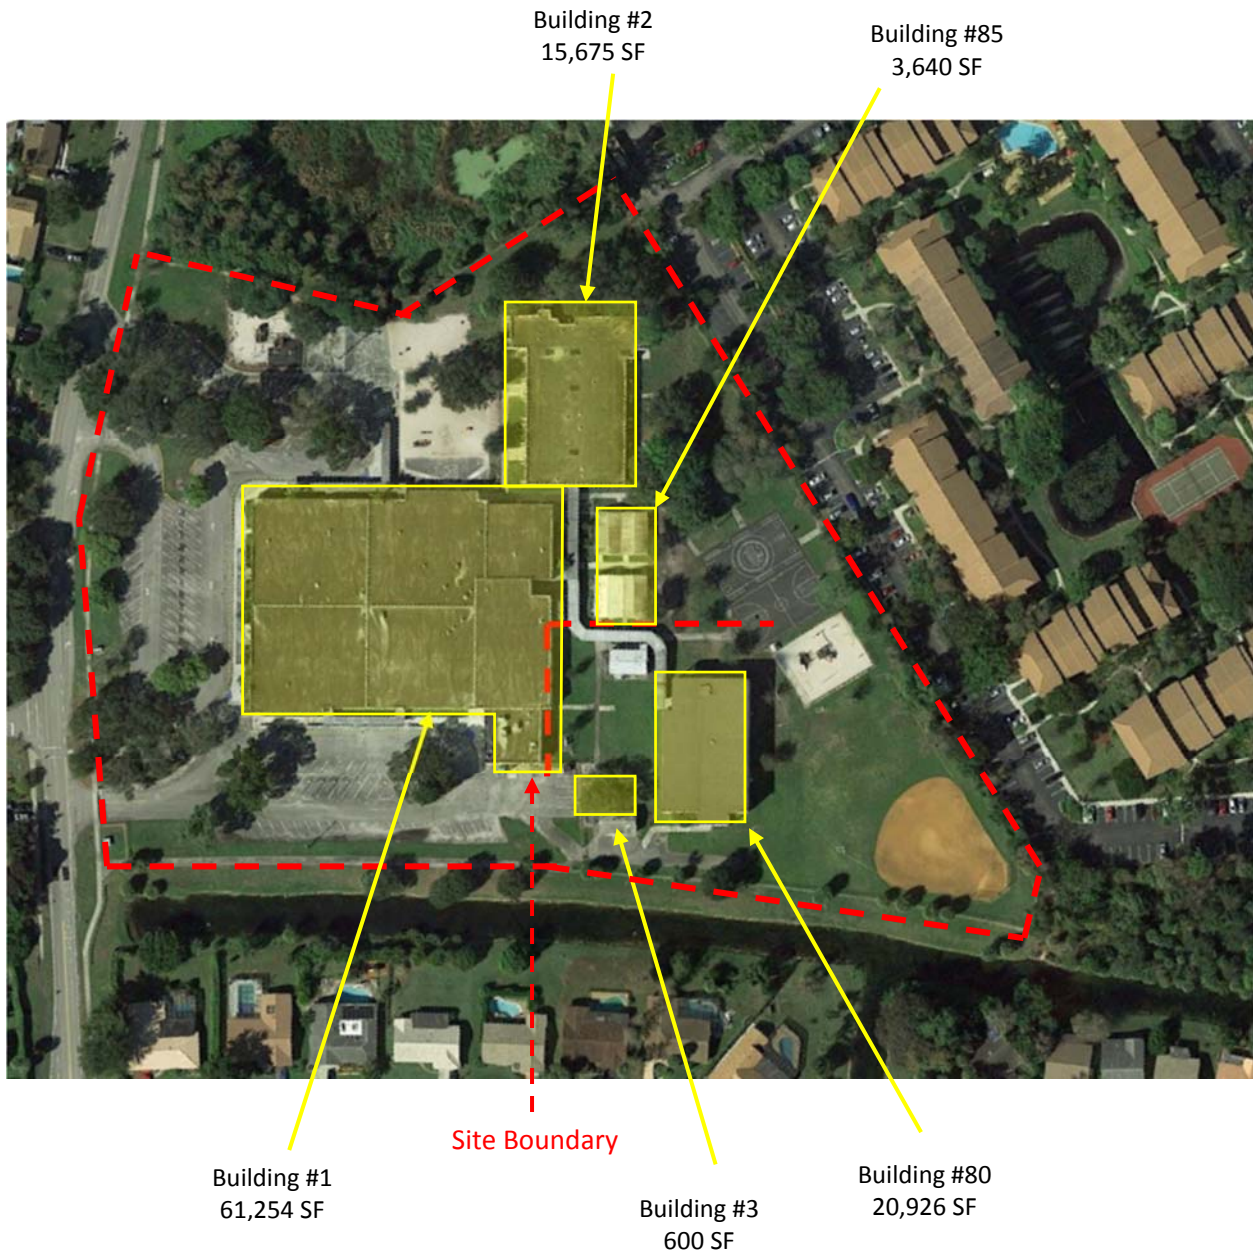 Building #2
15,675 SF
Building #85
3,640 SF
Site Boundary
Building #1
61,254 SF
Building #3
600 SF
Building #80
20,926 SF